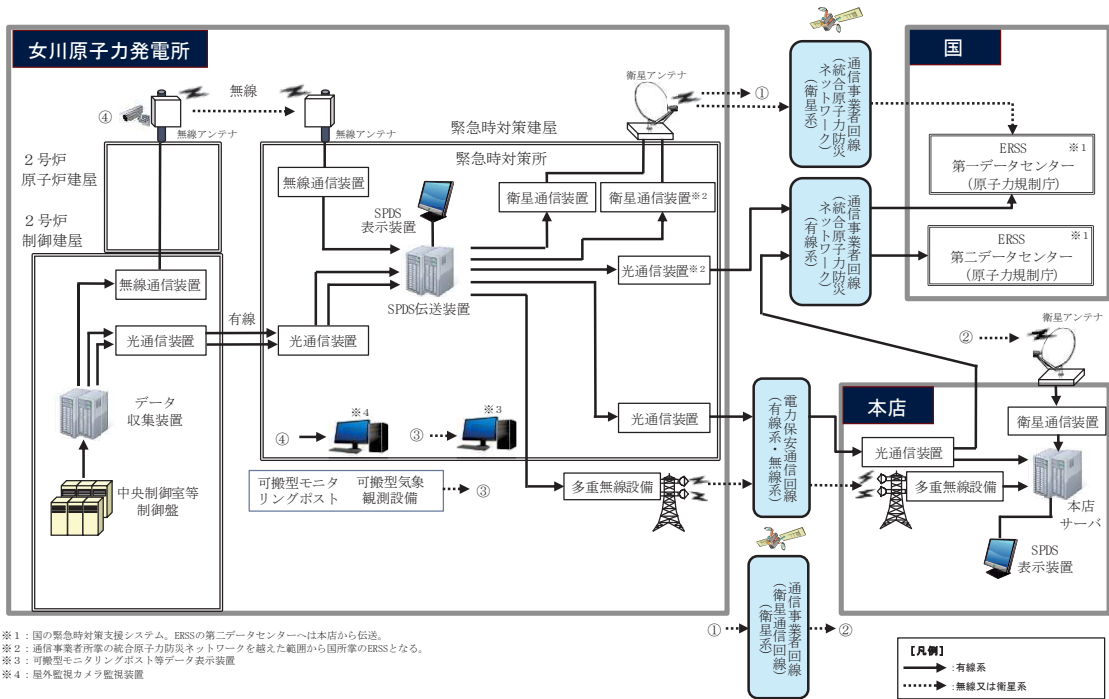 女川原子力発電所
国
④
無線
無線アンテナ
無線アンテナ
衛星アンテナ
①
通信事業者回線
(統合原子力防災
ネットワーク)
(衛星系)
緊急時対策建屋
緊急時対策所
2号炉
原子炉建屋
2号炉
制御建屋
無線通信装置
SPDS
表示装置
衛星通信装置
衛星通信装置※2
ERSS ※1
第一データセンター
(原子力規制庁)
通信事業者回線
(統合原子力防災
ネットワーク)
(有線系)
ERSS ※1
第二データセンター
(原子力規制庁)
無線通信装置
光通信装置
有線
光通信装置
SPDS伝送装置
光通信装置※2
データ
収集装置
中央制御室等
制御盤
④
※4
③
※3
可搬型モニタ
リングポスト
可搬型気象
観測設備
③
光通信装置
多重無線設備
電力保安通信回線
(有線系・無線系)
②
衛星アンテナ
本店
衛星通信装置
光通信装置
多重無線設備
本店
サーバ
SPDS
表示装置
①
通信事業者回線
(衛星通信回線)
(衛星系)
②
※1：国の緊急時対策支援システム。ERSSの第二データセンターへは本店から伝送。
※2：通信事業者所掌の統合原子力防災ネットワークを越えた範囲から国所掌のERSSとなる。
※3：可搬型モニタリングポスト等データ表示装置
※4：屋外監視カメラ監視装置
[凡例]
:有線系
:無線又は衛星系